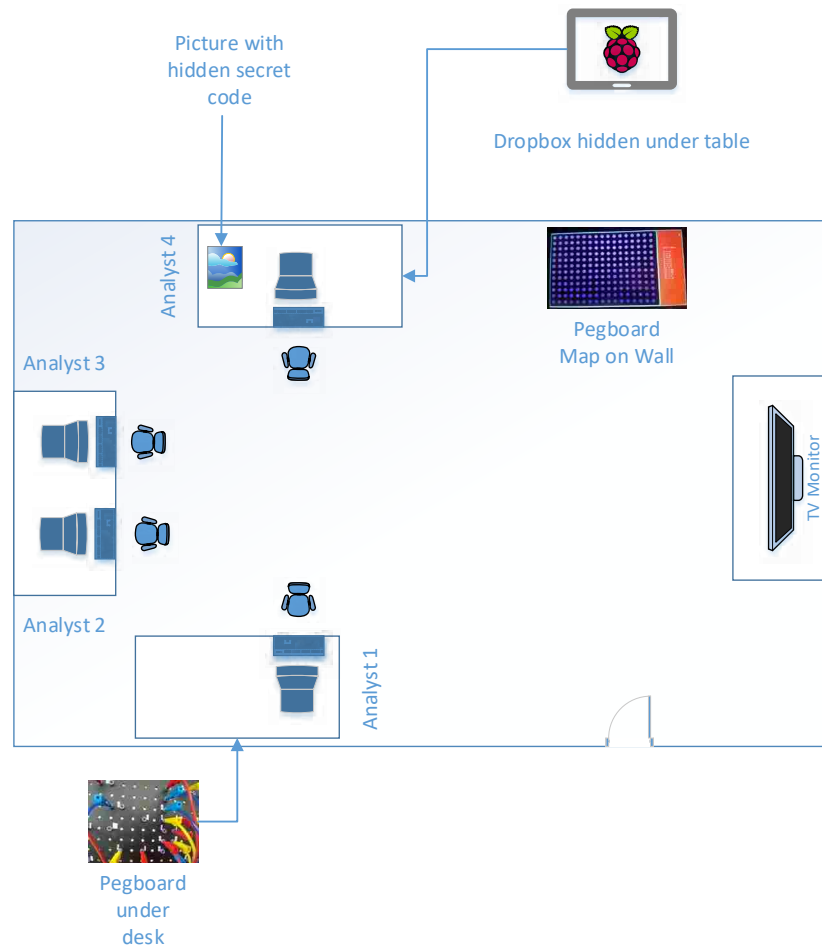 Picture with
hidden secret
code
Dropbox hidden under table
Analyst 4
Pegboard
Map on Wall
Analyst 3
TV Monitor
Analyst 2
Analyst 1
Pegboard
under
desk